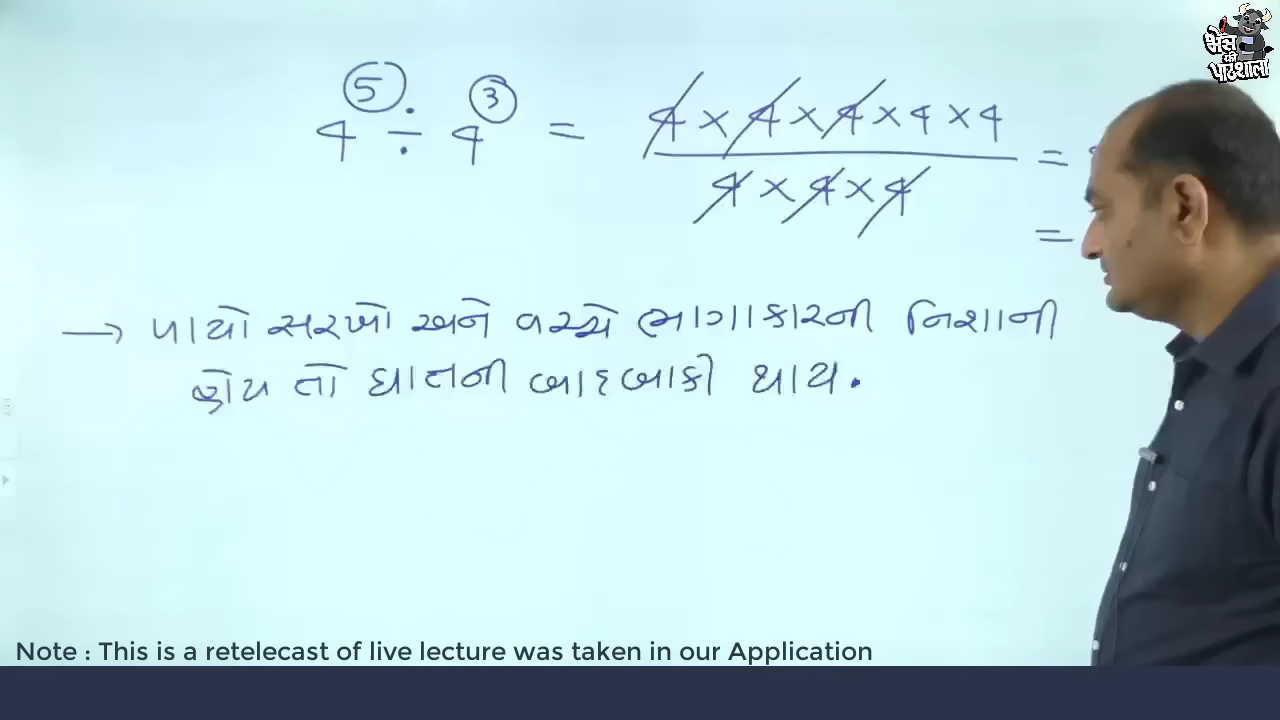 भैंस की पाठशाला
4⁵ ÷ 4³ = 4 × 4 × 4 × 4 × 4 =
4 × 4 × 4
=
→ પાયો સરખો અને વચ્ચે ભાગાકારની નિશાની
હોય તો ઘાતની બાદબાકી થાય.
Note : This is a retelecast of live lecture was taken in our Application